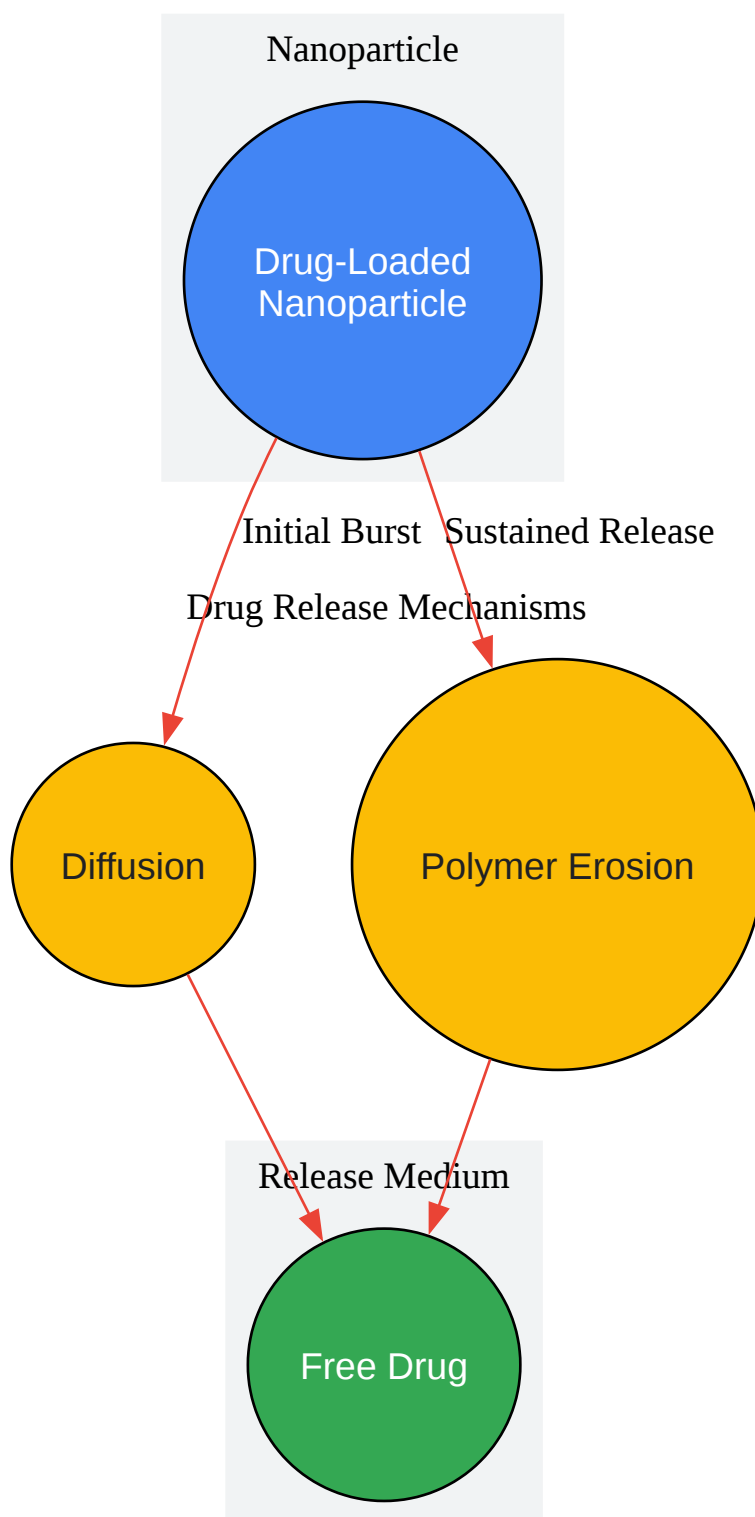 Nanoparticle
Drug-Loaded
Nanoparticle
Initial Burst
Sustained Release
Drug Release Mechanisms
Diffusion
Polymer Erosion
Release Medium
Free Drug